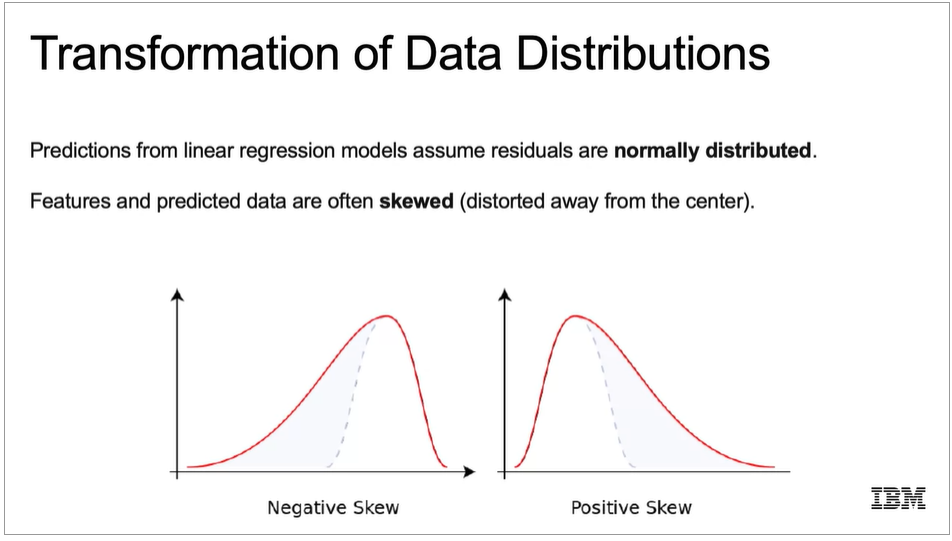 Transformation of Data Distributions
Predictions from linear regression models assume residuals are normally distributed.
Features and predicted data are often skewed (distorted away from the center).
Negative Skew
Positive Skew
IBM